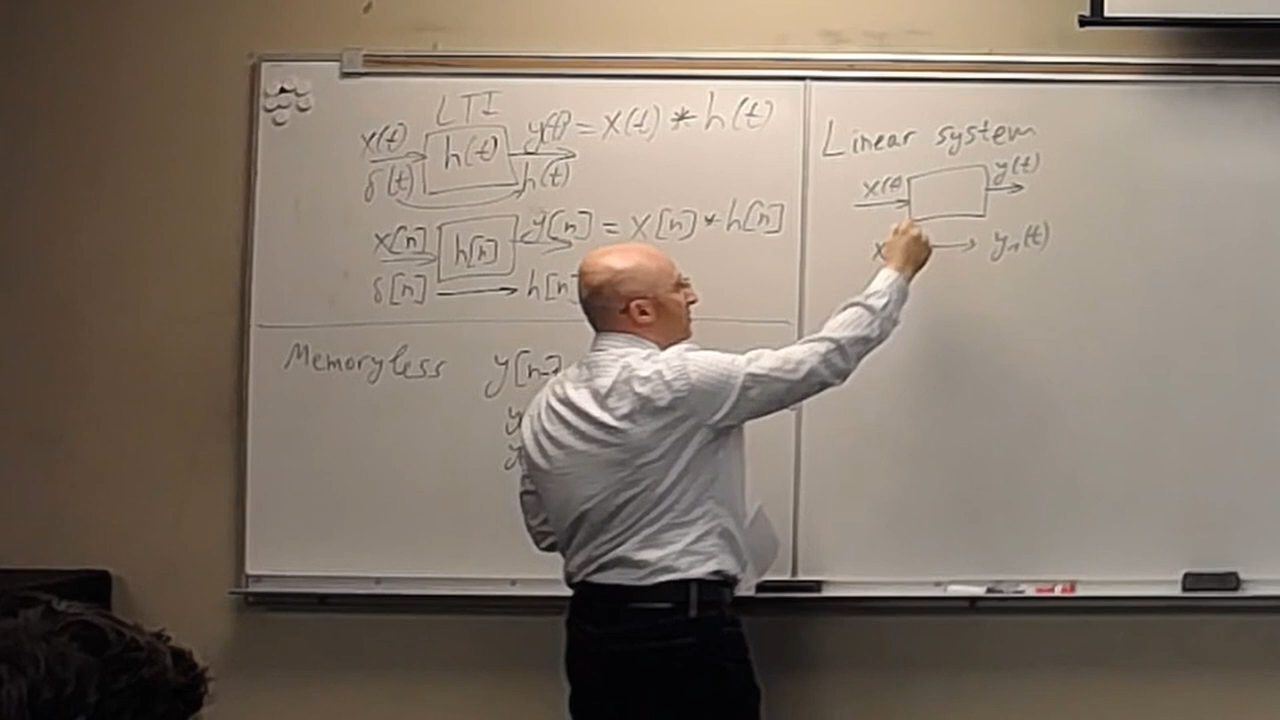 LTI
x(t) h(t) y(t) = x(t) * h(t)
δ(t) h(t)
x[n] h[n] y[n] = x[n] * h[n]
δ[n] → h[n]
Memoryless y[n]
y
y
Linear system
x(t) y(t)
x → y₁(t)